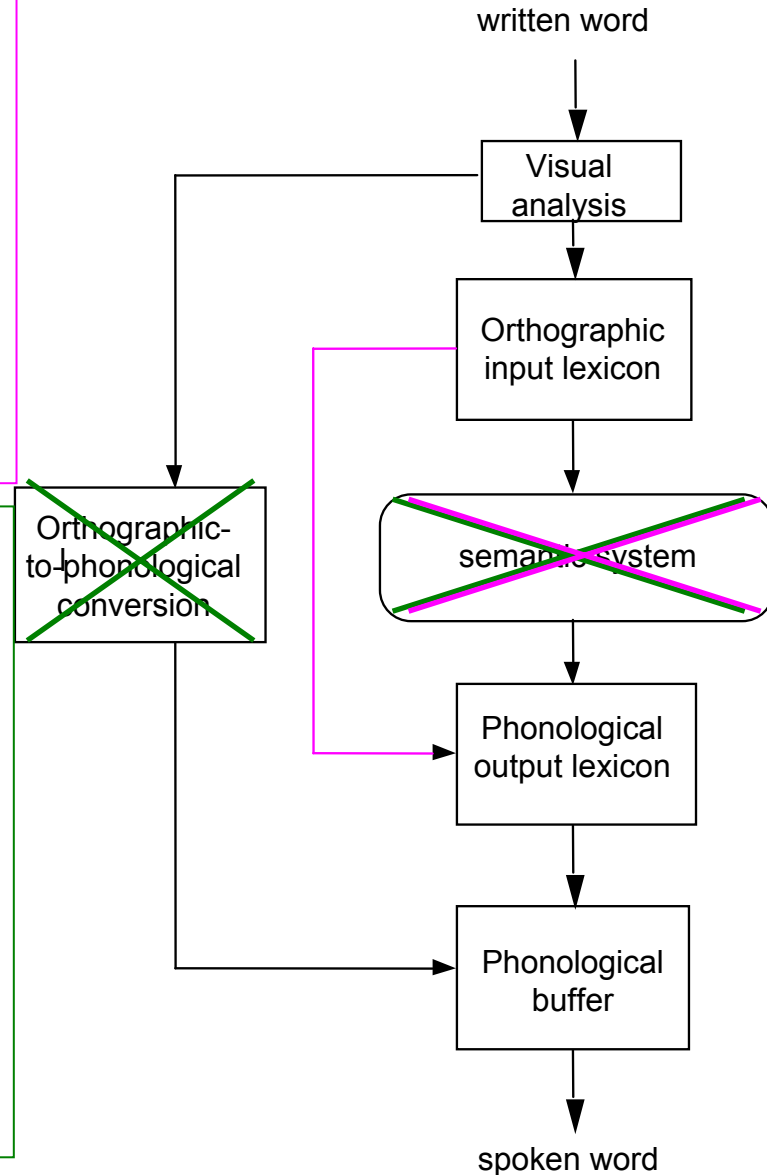 written word
Visual
analysis
Orthographic
input lexicon
Orthographic-
to-phonological
conversion
semantic system
Phonological
output lexicon
Phonological
buffer
spoken word